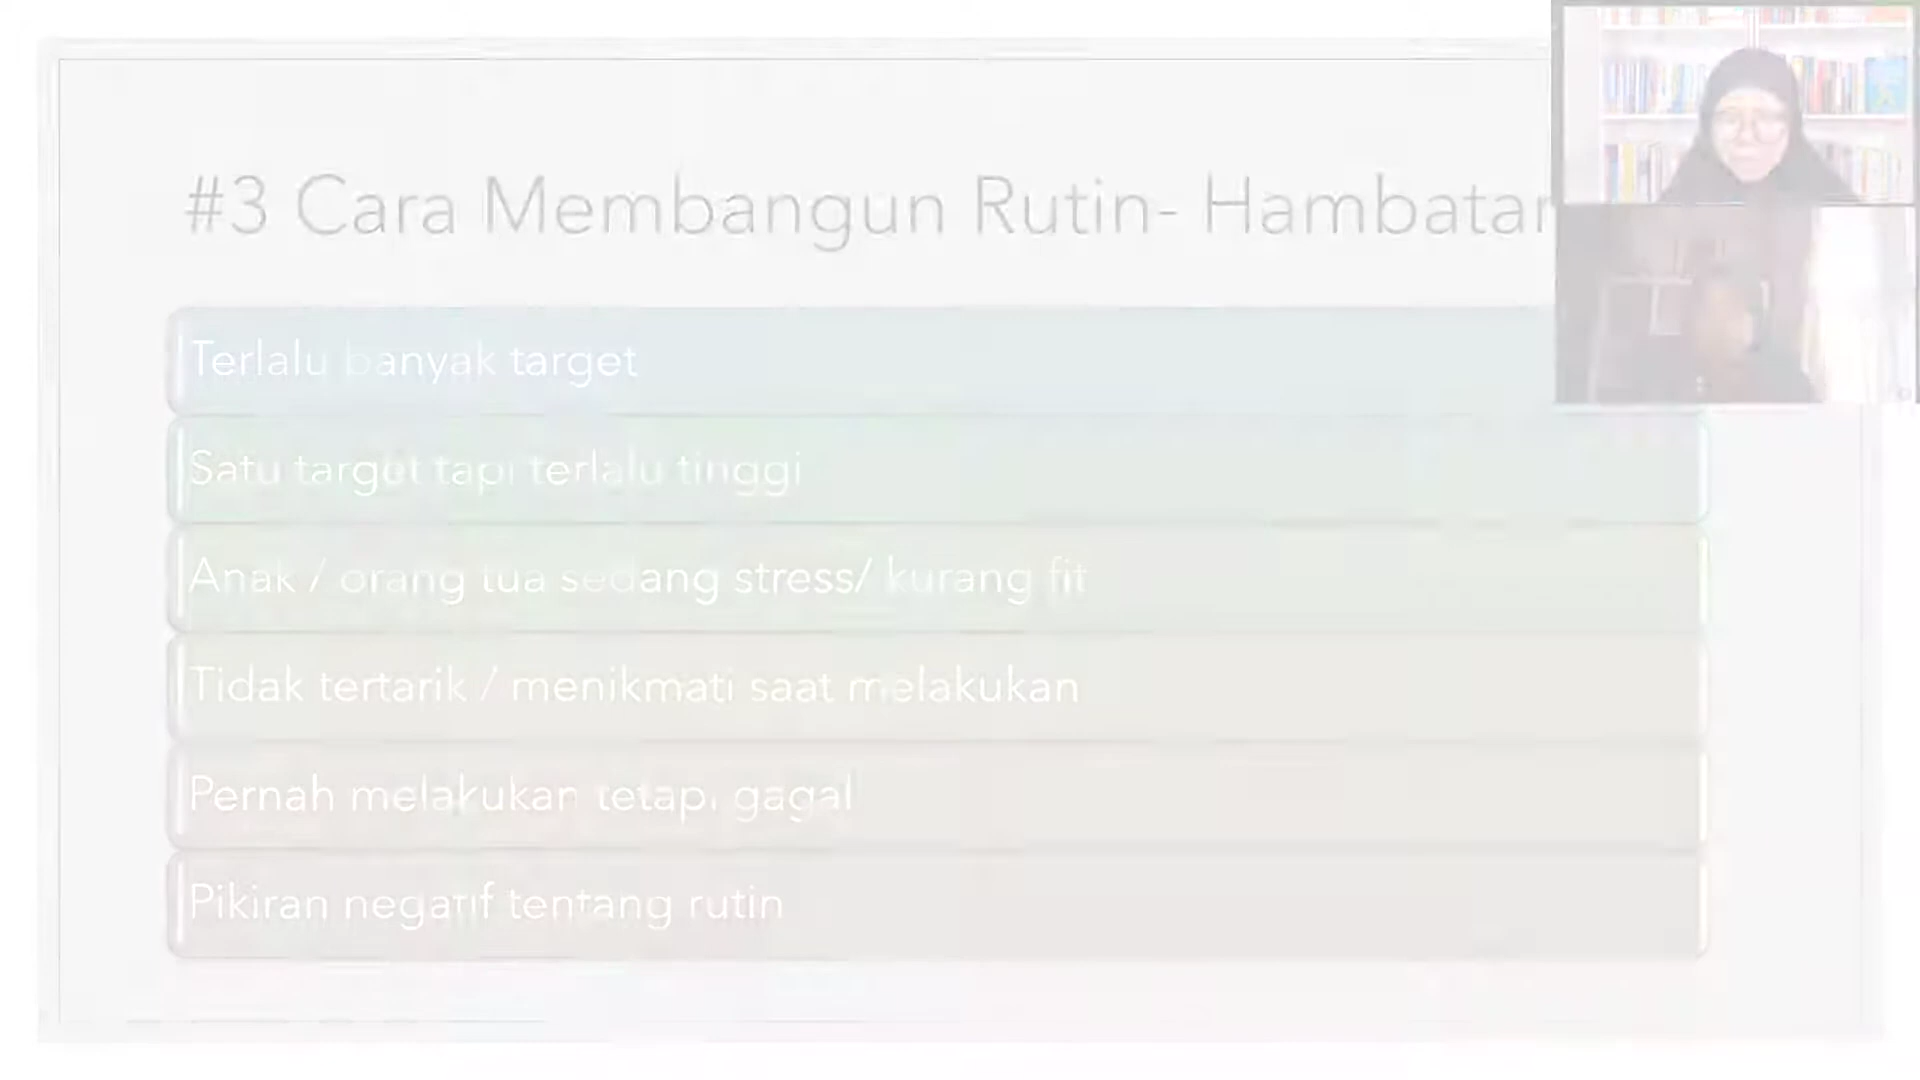 #3 Cara Membangun Rutin- Hambatan
Terlalu banyak target
Satu target tapi terlalu tinggi
Anak / orang tua sedang stress/ kurang fit
Tidak tertarik / menikmati saat melakukan
Pernah melakukan tetapi gagal
Pikiran negatif tentang rutin